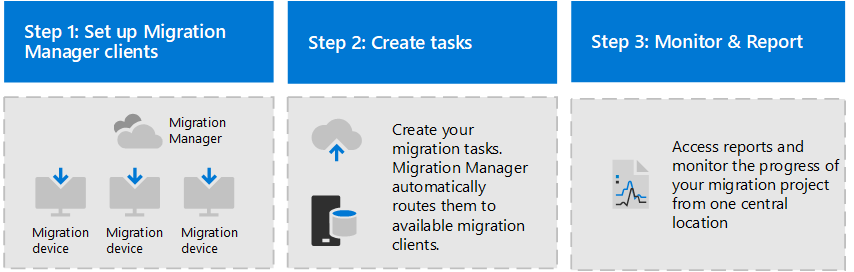 Step 1: Set up Migration
Manager clients
Step 2: Create tasks
Step 3: Monitor & Report
Migration
Manager
Migration
device
Migration
device
Migration
device
Create your
migration tasks.
Migration Manager
automatically
routes them to
available migration
clients.
Access reports and
monitor the progress of
your migration project
from one central
location